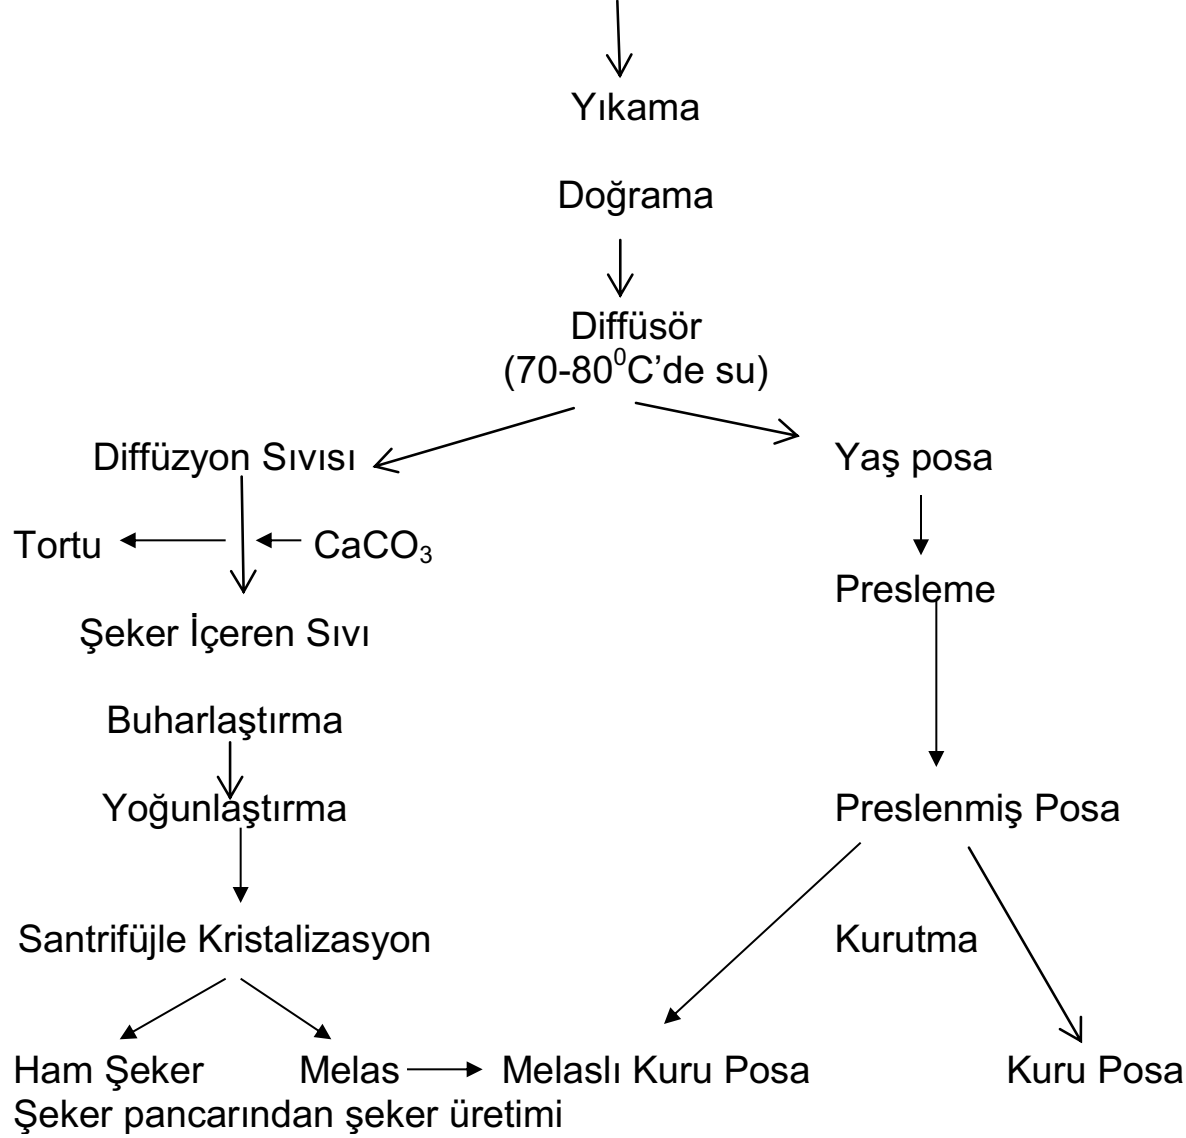 Yıkama
Doğrama
Diffüsör
(70-80⁰C’de su)
Diffüzyon Sıvısı
Yaş posa
Tortu
CaCO₃
Presleme
Şeker İçeren Sıvı
Buharlaştırma
Yoğunlaştırma
Preslenmiş Posa
Santrifüjle Kristalizasyon
Kurutma
Ham Şeker
Melas
Melaslı Kuru Posa
Kuru Posa
Şeker pancarından şeker üretimi